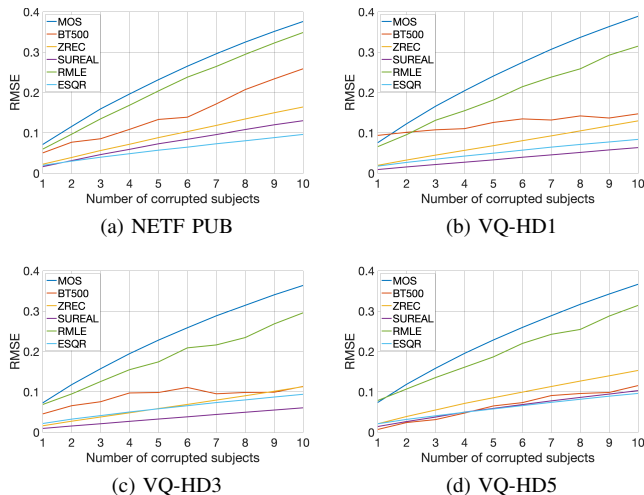 0.4
0.3
0.2
0.1
0
RMSE
MOS
BT500
ZREC
SUREAL
RMLE
ESQR
1 2 3 4 5 6 7 8 9 10
Number of corrupted subjects
(a) NETF PUB
0.4
0.3
0.2
0.1
0
RMSE
MOS
BT500
ZREC
SUREAL
RMLE
ESQR
1 2 3 4 5 6 7 8 9 10
Number of corrupted subjects
(b) VQ-HD1
0.4
0.3
0.2
0.1
0
RMSE
MOS
BT500
ZREC
SUREAL
RMLE
ESQR
1 2 3 4 5 6 7 8 9 10
Number of corrupted subjects
(c) VQ-HD3
0.4
0.3
0.2
0.1
0
RMSE
MOS
BT500
ZREC
SUREAL
RMLE
ESQR
1 2 3 4 5 6 7 8 9 10
Number of corrupted subjects
(d) VQ-HD5